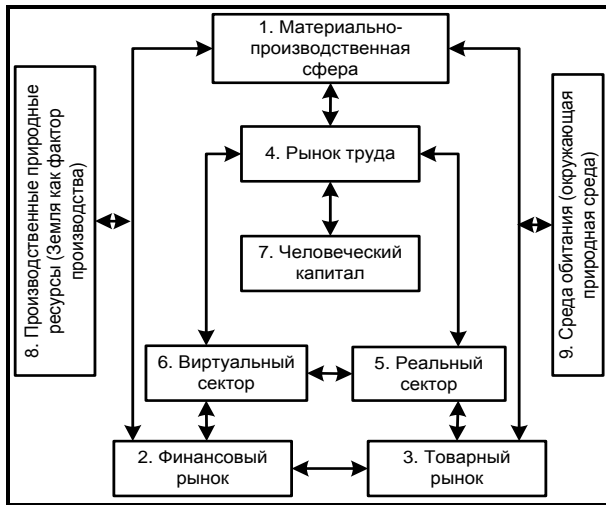 1. Материально-
производственная
сфера
8. Производственные природные
ресурсы (Земля как фактор
производства)
4. Рынок труда
9. Среда обитания (окружающая
природная среда)
7. Человеческий
капитал
6. Виртуальный
сектор
5. Реальный
сектор
2. Финансовый
рынок
3. Товарный
рынок